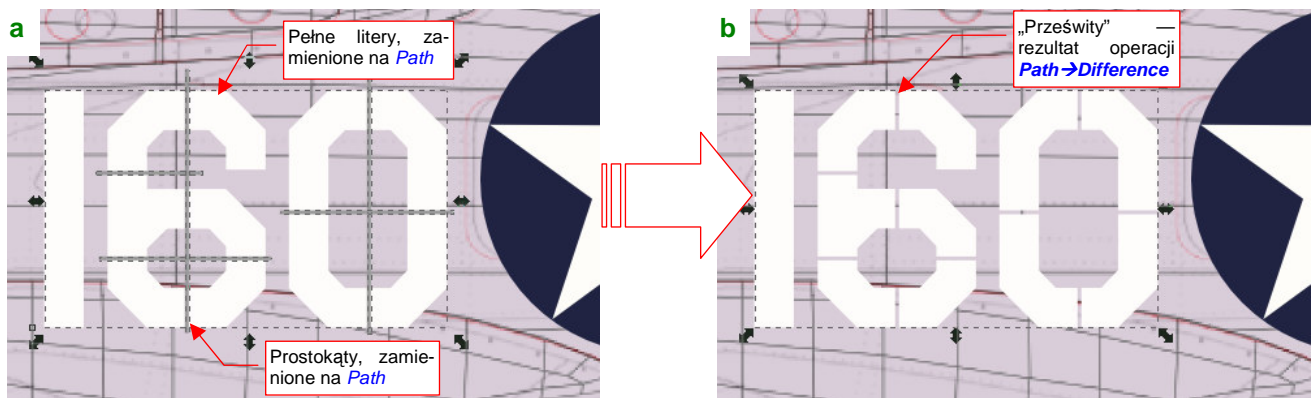 a
Pełne litery, za-
mienione na Path
160
Prostokąty, zamie-
nione na Path
b
„Prześwity” —
rezultat operacji
Path→Difference
160